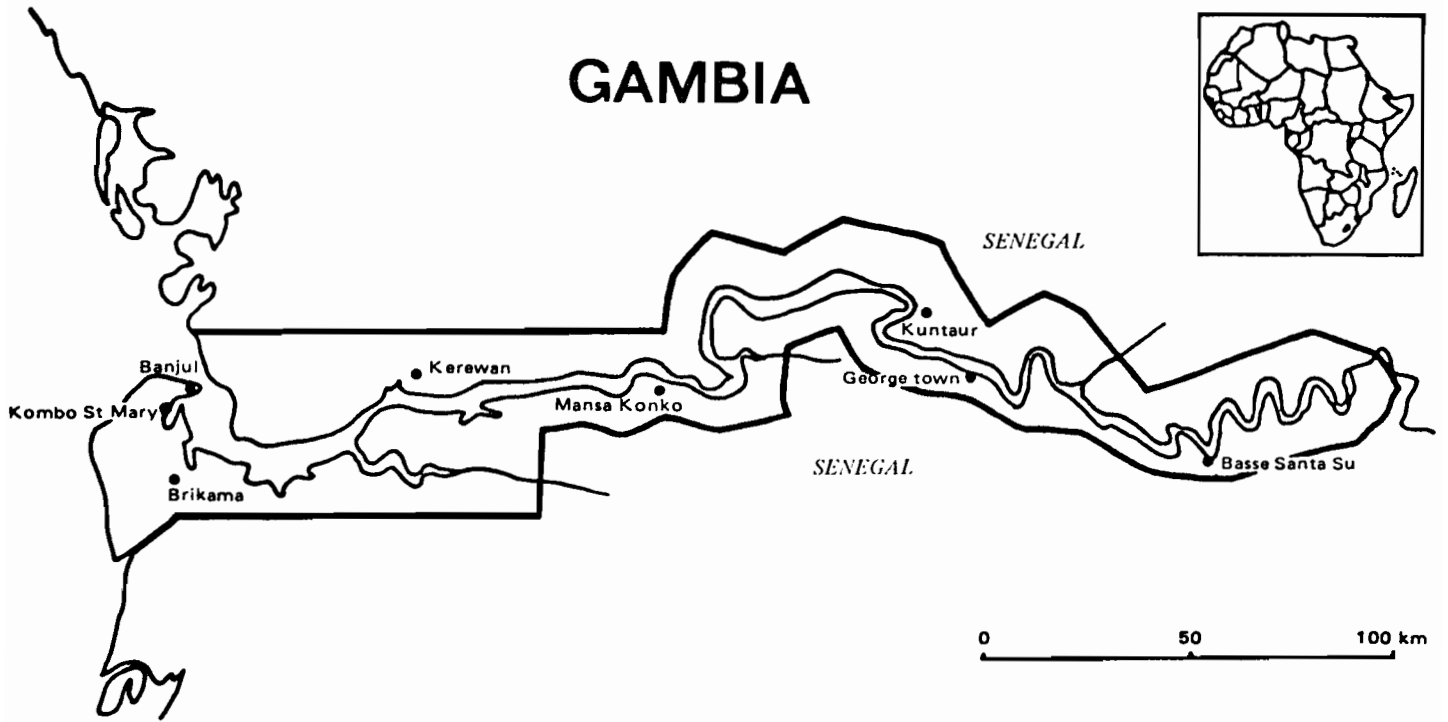 GAMBIA
SENEGAL
Kuntaur
Banjul
Kerewan
George town
Mansa Konko
Kombo St Mary
SENEGAL
Basse Santa Su
Brikama
0 50 100 km